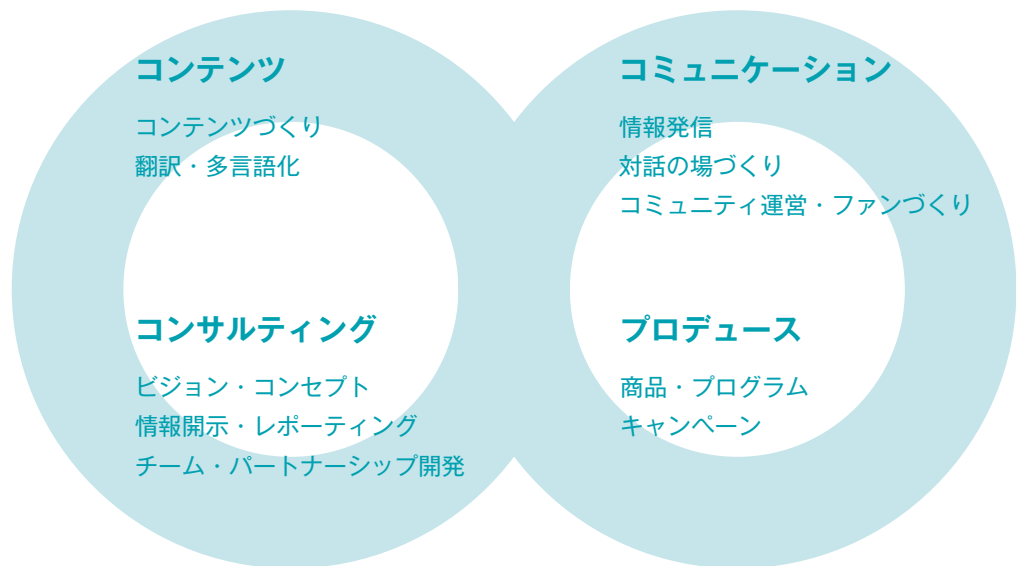 コンテンツ
コンテンツづくり
翻訳・多言語化
コミュニケーション
情報発信
対話の場づくり
コミュニティ運営・ファンづくり
コンサルティング
ビジョン・コンセプト
情報開示・レポーティング
チーム・パートナーシップ開発
プロデュース
商品・プログラム
キャンペーン